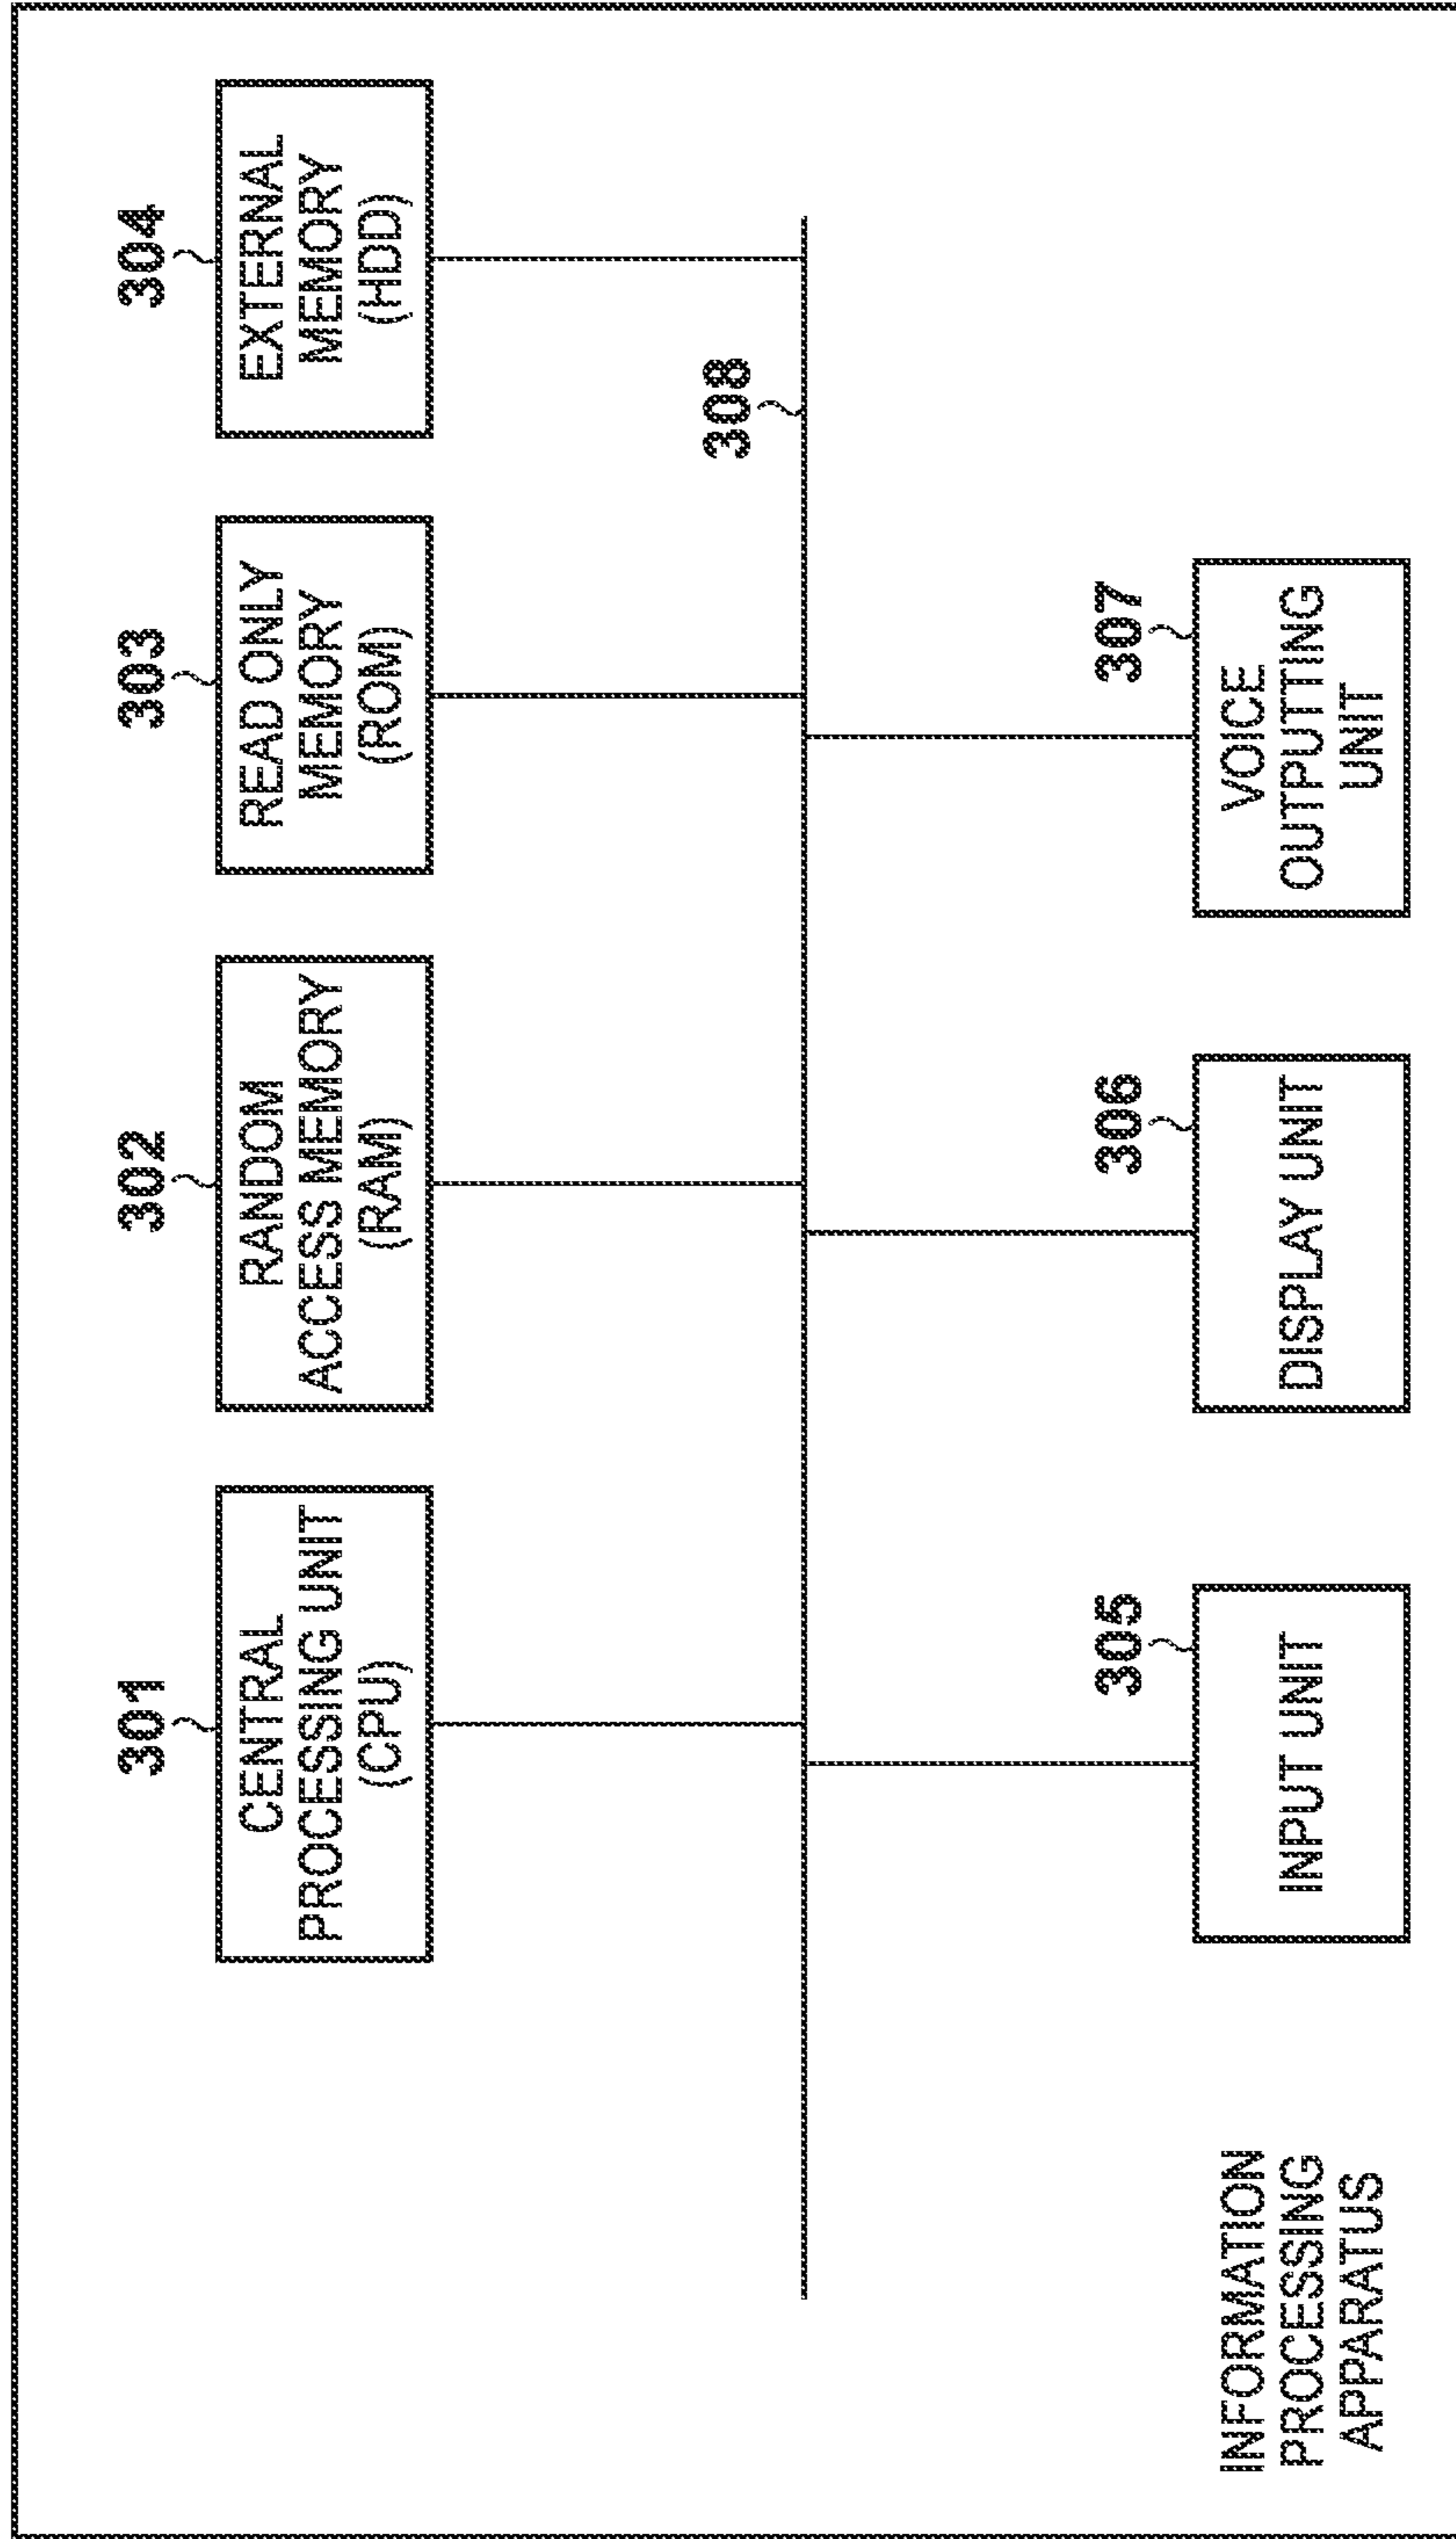 301
CENTRAL
PROCESSING UNIT
(CPU)
302
RANDOM
ACCESS MEMORY
(RAM)
303
READ ONLY
MEMORY
(ROM)
304
EXTERNAL
MEMORY
(HDD)
308
305
INPUT UNIT
306
DISPLAY UNIT
307
VOICE
OUTPUTTING
UNIT
INFORMATION
PROCESSING
APPARATUS